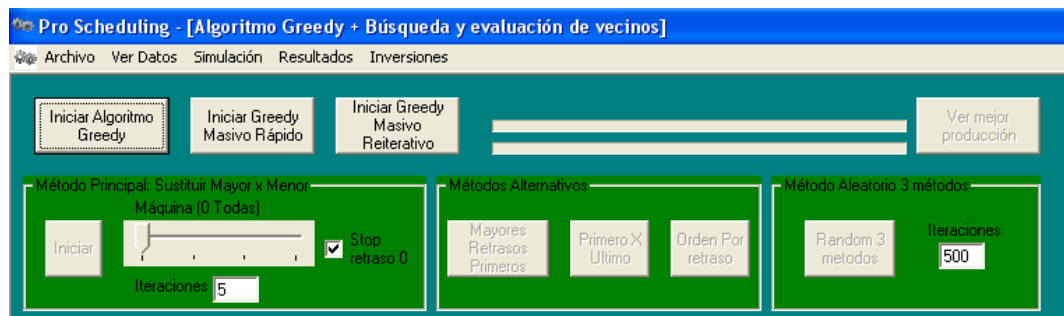 Pro Scheduling - [Algoritmo Greedy + Búsqueda y evaluación de vecinos]
Archivo Ver Datos Simulación Resultados Inversiones
Iniciar Algoritmo
Greedy
Iniciar Greedy
Masivo Rápido
Iniciar Greedy
Masivo
Reiterativo
Ver mejor
producción
Método Principal: Sustituir Mayor x Menor
Máquina (0 Todas)
Iniciar
Stop
retraso 0
Iteraciones 5
Métodos Alternativos
Mayores
Retrasos
Primeros
Primero X
Ultimo
Orden Por
retraso
Método Aleatorio 3 métodos
Random 3
metodos
Iteraciones
500